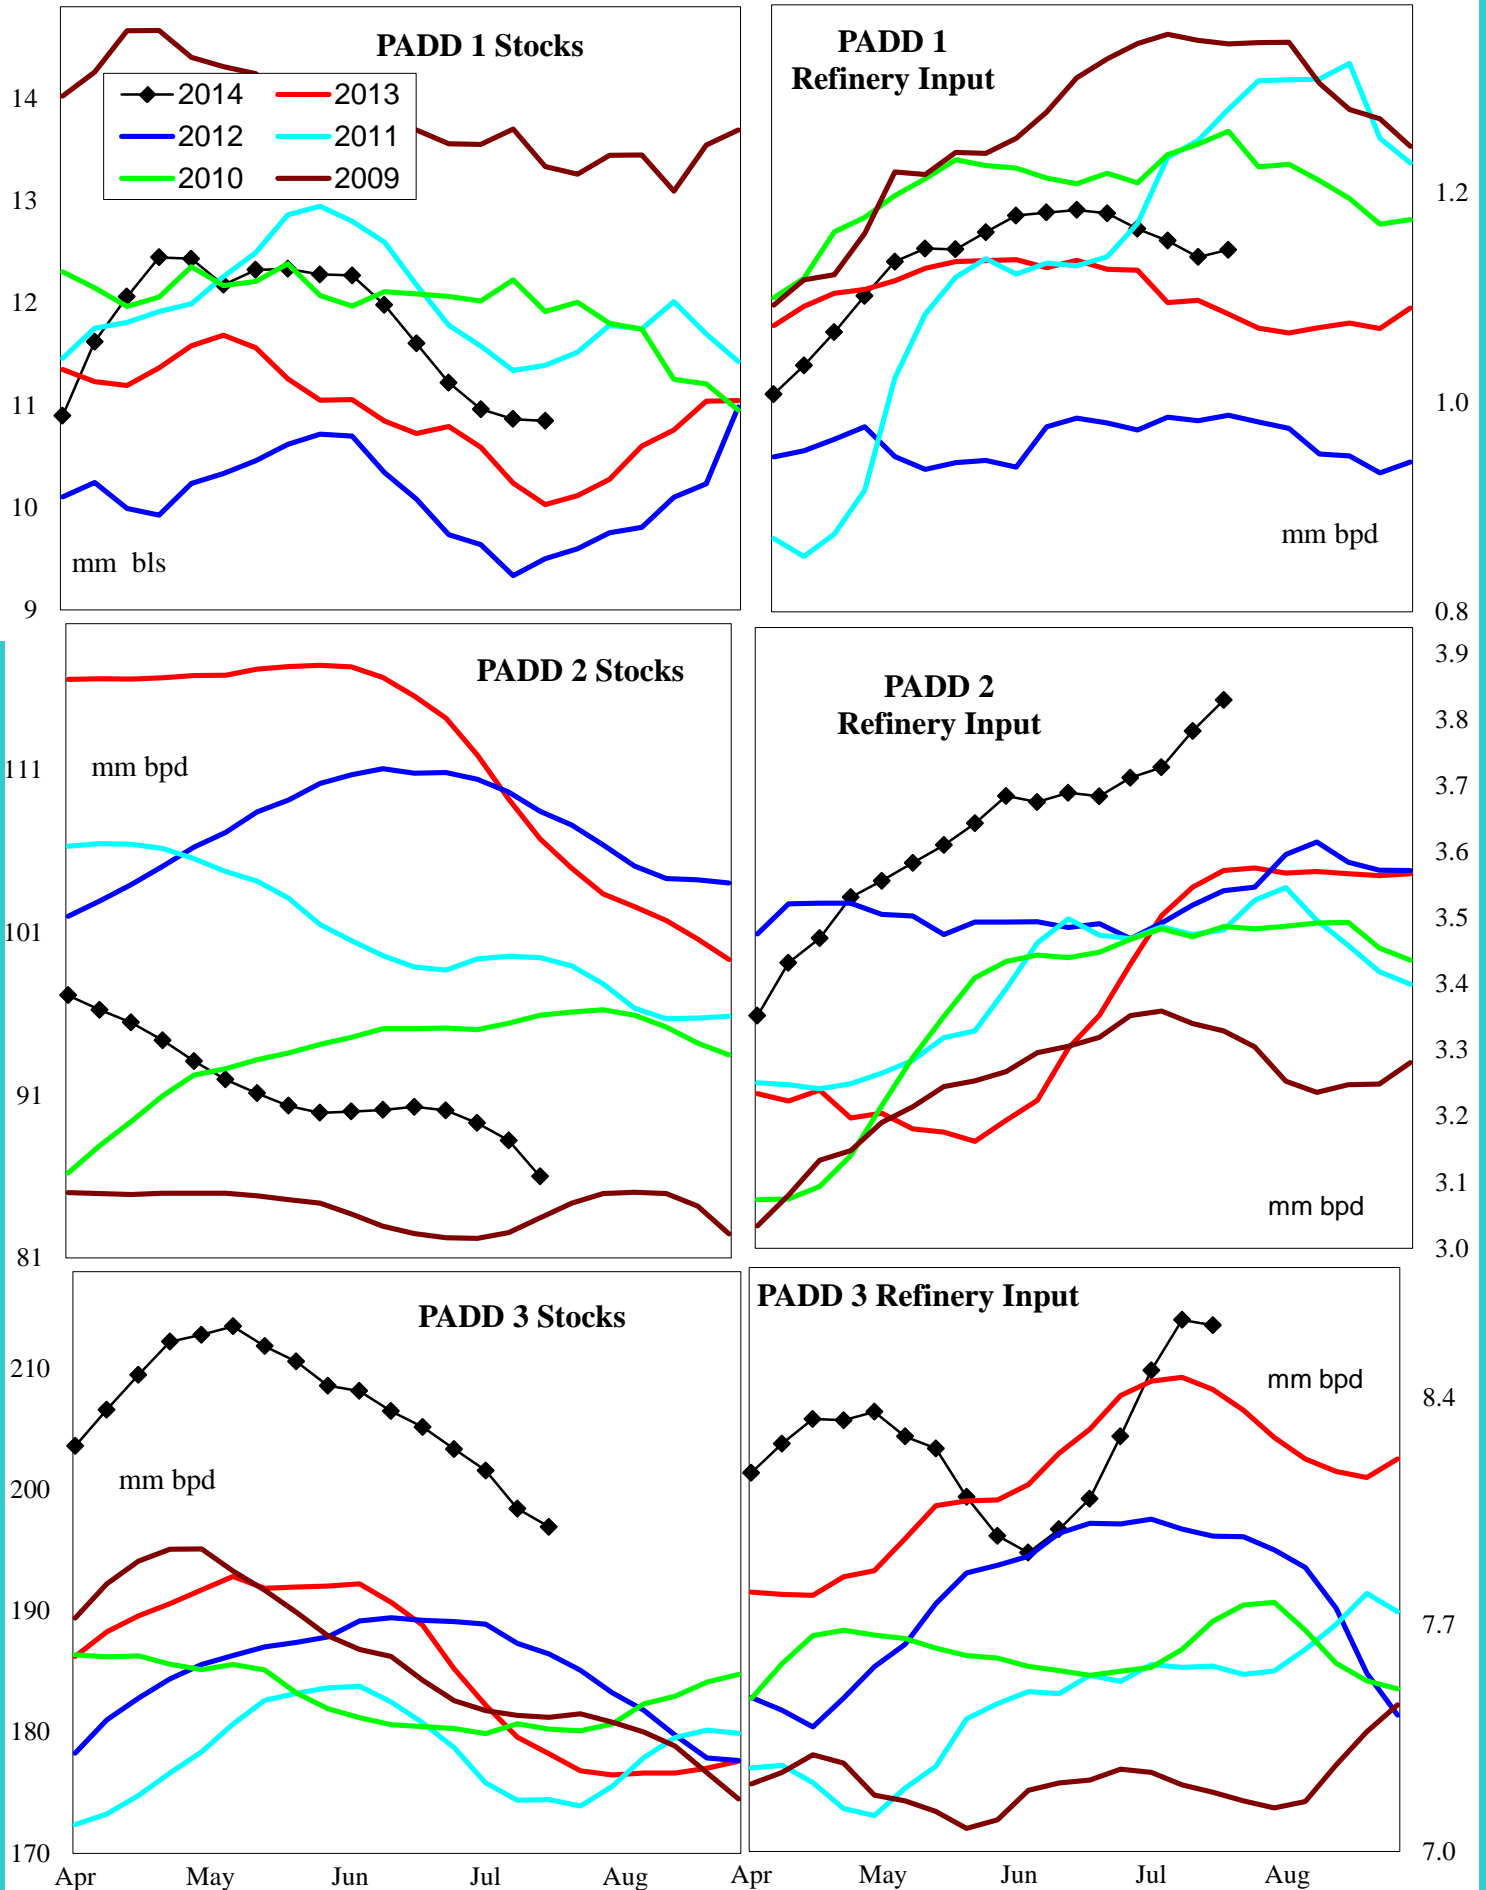 PADD 1 Stocks
14
13
12
11
10
9
2014
2013
2012
2011
2010
2009
mm bls
PADD 1
Refinery Input
1.2
1.0
0.8
mm bpd
PADD 2 Stocks
mm bpd
111
101
91
81
PADD 2
Refinery Input
3.9
3.8
3.7
3.6
3.5
3.4
3.3
3.2
3.1
3.0
mm bpd
PADD 3 Stocks
210
200
190
180
170
mm bpd
Apr
May
Jun
Jul
Aug
PADD 3 Refinery Input
mm bpd
8.4
7.7
7.0
Apr
May
Jun
Jul
Aug